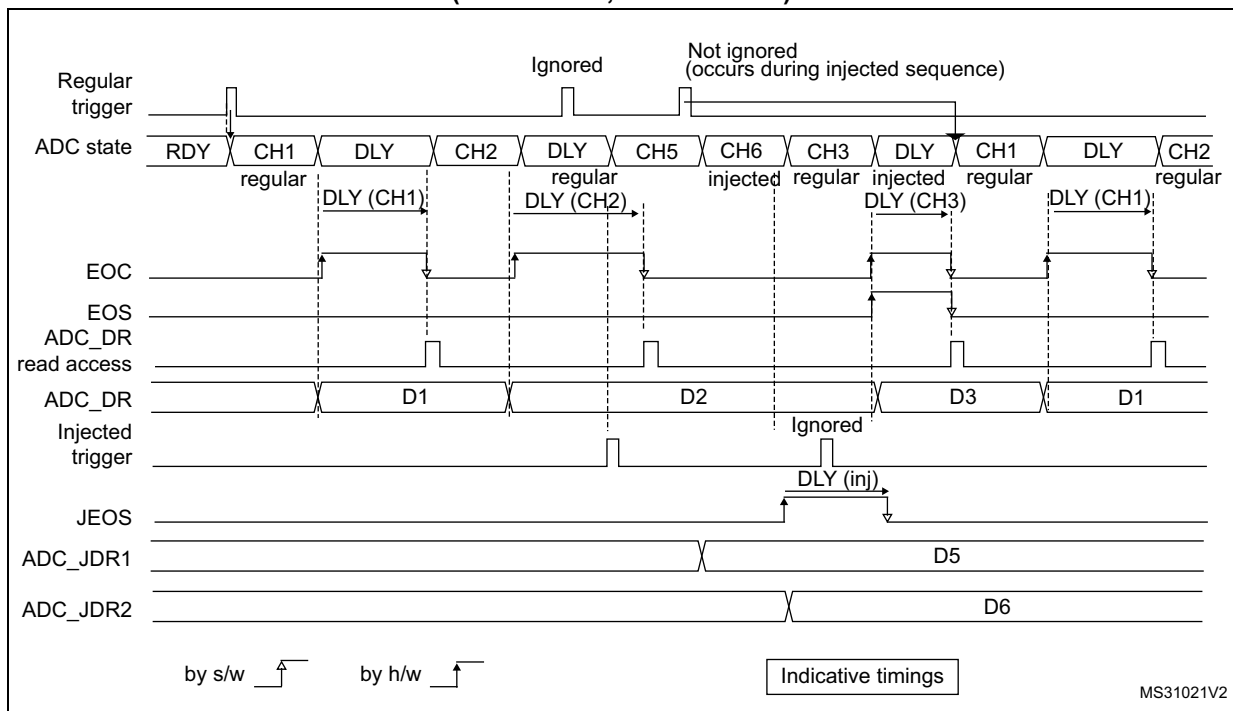 Regular
trigger
Ignored
Not ignored
(occurs during injected sequence)
ADC state
RDY CH1 DLY CH2 DLY CH5 CH6 CH3 DLY CH1 DLY CH2
regular regular injected regular injected regular regular
DLY (CH1) DLY (CH2) DLY (CH3) DLY (CH1)
EOC
EOS
ADC_DR
read access
ADC_DR D1 D2 D3 D1
Injected
trigger
Ignored
DLY (inj)
JEOS
ADC_JDR1 D5
ADC_JDR2 D6
by s/w by h/w Indicative timings
MS31021V2